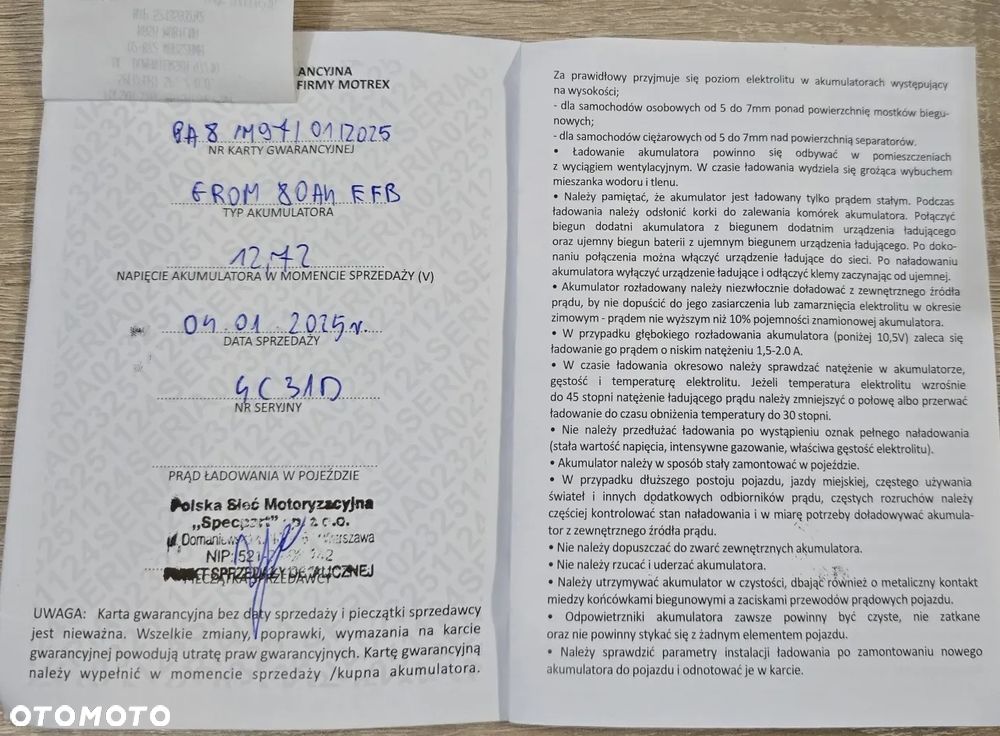 ANCYJNA
FIRMY MOTREX
BA8/M97/01/2025
NR KARTY GWARANCYJNEJ
GROM 80Ah EFB
TYP AKUMULATORA
12,72
NAPIĘCIE AKUMULATORA W MOMENCIE SPRZEDAŻY (V)
04.01.2025r.
DATA SPRZEDAŻY
4C31D
NR SERYJNY
PRĄD ŁADOWANIA W POJEŹDZIE
Polska Sieć Motoryzacyjna
„Specpart" sp. z o.o.
Warszawa
NIP: 521
PUNKT SPRZEDAŻY DETALICZNEJ
PIECZĄTKA SPRZEDAWCY
UWAGA: Karta gwarancyjna bez daty sprzedaży i pieczątki sprzedawcy
jest nieważna. Wszelkie zmiany, poprawki, wymazania na karcie
gwarancyjnej powodują utratę praw gwarancyjnych. Kartę gwarancyjną
należy wypełnić w momencie sprzedaży /kupna akumulatora.
Za prawidłowy przyjmuje się poziom elektrolitu w akumulatorach występujący
na wysokości;
- dla samochodów osobowych od 5 do 7mm ponad powierzchnię mostków biegu-
nowych;
- dla samochodów ciężarowych od 5 do 7mm nad powierzchnią separatorów.
• Ładowanie akumulatora powinno się odbywać w pomieszczeniach
z wyciągiem wentylacyjnym. W czasie ładowania wydziela się grożąca wybuchem
mieszanka wodoru i tlenu.
• Należy pamiętać, że akumulator jest ładowany tylko prądem stałym. Podczas
ładowania należy odsłonić korki do zalewania komórek akumulatora. Połączyć
biegun dodatni akumulatora z biegunem dodatnim urządzenia ładującego
oraz ujemny biegun baterii z ujemnym biegunem urządzenia ładującego. Po doko-
naniu połączenia można włączyć urządzenie ładujące do sieci. Po naładowaniu
akumulatora wyłączyć urządzenie ładujące i odłączyć klemy zaczynając od ujemnej.
• Akumulator rozładowany należy niezwłocznie doładować z zewnętrznego źródła
prądu, by nie dopuścić do jego zasiarczenia lub zamarznięcia elektrolitu w okresie
zimowym - prądem nie wyższym niż 10% pojemności znamionowej akumulatora.
• W przypadku głębokiego rozładowania akumulatora (poniżej 10,5V) zaleca się
ładowanie go prądem o niskim natężeniu 1,5-2.0 A.
• W czasie ładowania okresowo należy sprawdzać natężenie w akumulatorze,
gęstość i temperaturę elektrolitu. Jeżeli temperatura elektrolitu wzrośnie
do 45 stopni natężenie ładującego prądu należy zmniejszyć o połowę albo przerwać
ładowanie do czasu obniżenia temperatury do 30 stopni.
• Nie należy przedłużać ładowania po wystąpieniu oznak pełnego naładowania
(stała wartość napięcia, intensywne gazowanie, właściwa gęstość elektrolitu).
• Akumulator należy w sposób stały zamontować w pojeździe.
• W przypadku dłuższego postoju pojazdu, jazdy miejskiej, częstego używania
świateł i innych dodatkowych odbiorników prądu, częstych rozruchów należy
częściej kontrolować stan naładowania i w miarę potrzeby doładowywać akumula-
tor z zewnętrznego źródła prądu.
• Nie należy dopuszczać do zwarć zewnętrznych akumulatora.
• Nie należy rzucać i uderzać akumulatora.
• Należy utrzymywać akumulator w czystości, dbając również o metaliczny kontakt
miedzy końcówkami biegunowymi a zaciskami przewodów prądowych pojazdu.
• Odpowietrzniki akumulatora zawsze powinny być czyste, nie zatkane
oraz nie powinny stykać się z żadnym elementem pojazdu.
• Należy sprawdzić parametry instalacji ładowania po zamontowaniu nowego
akumulatora do pojazdu i odnotować je w karcie.
OTOMOTO